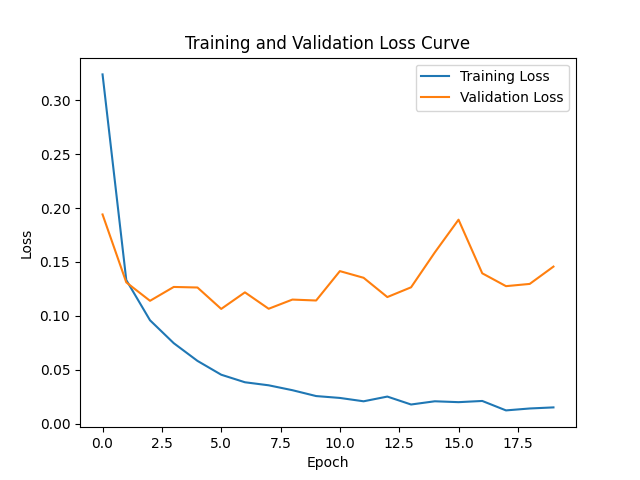 Training and Validation Loss Curve
Training Loss
Validation Loss
0.30
0.25
0.20
0.15
0.10
0.05
0.00
Loss
0.0 2.5 5.0 7.5 10.0 12.5 15.0 17.5
Epoch